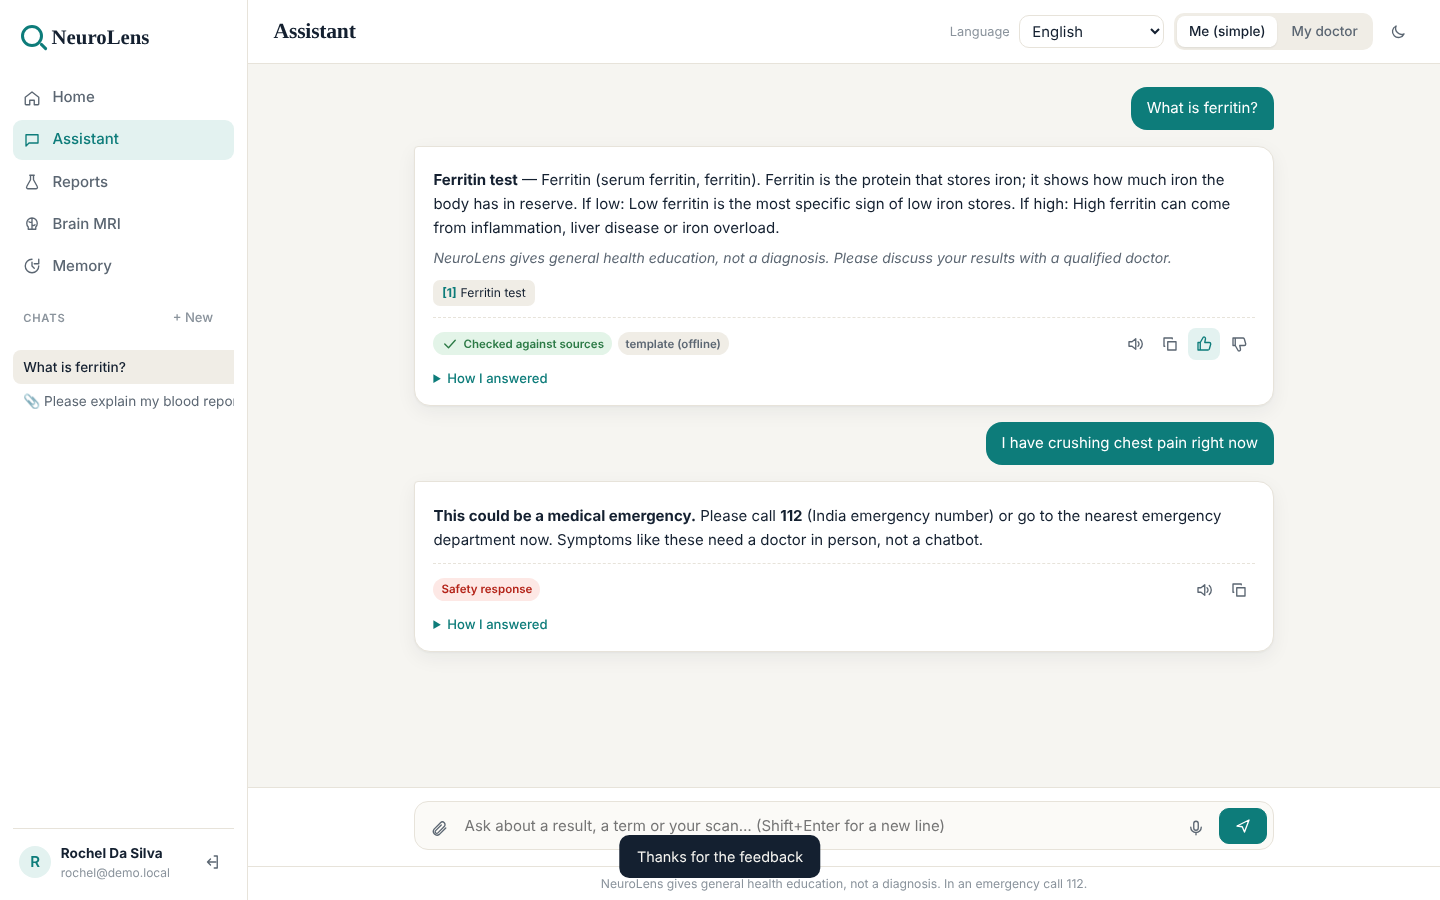 NeuroLens
Home
Assistant
Reports
Brain MRI
Memory
CHATS
+ New
What is ferritin?
Please explain my blood repor
R
Rochel Da Silva
rochel@demo.local
Assistant
Language
English
Me (simple)
My doctor
What is ferritin?
Ferritin test — Ferritin (serum ferritin, ferritin). Ferritin is the protein that stores iron; it shows how much iron the
body has in reserve. If low: Low ferritin is the most specific sign of low iron stores. If high: High ferritin can come
from inflammation, liver disease or iron overload.
NeuroLens gives general health education, not a diagnosis. Please discuss your results with a qualified doctor.
[1] Ferritin test
Checked against sources
template (offline)
How I answered
I have crushing chest pain right now
This could be a medical emergency. Please call 112 (India emergency number) or go to the nearest emergency
department now. Symptoms like these need a doctor in person, not a chatbot.
Safety response
How I answered
Ask about a result, a term or your scan... (Shift+Enter for a new line)
Thanks for the feedback
NeuroLens gives general health education, not a diagnosis. In an emergency call 112.